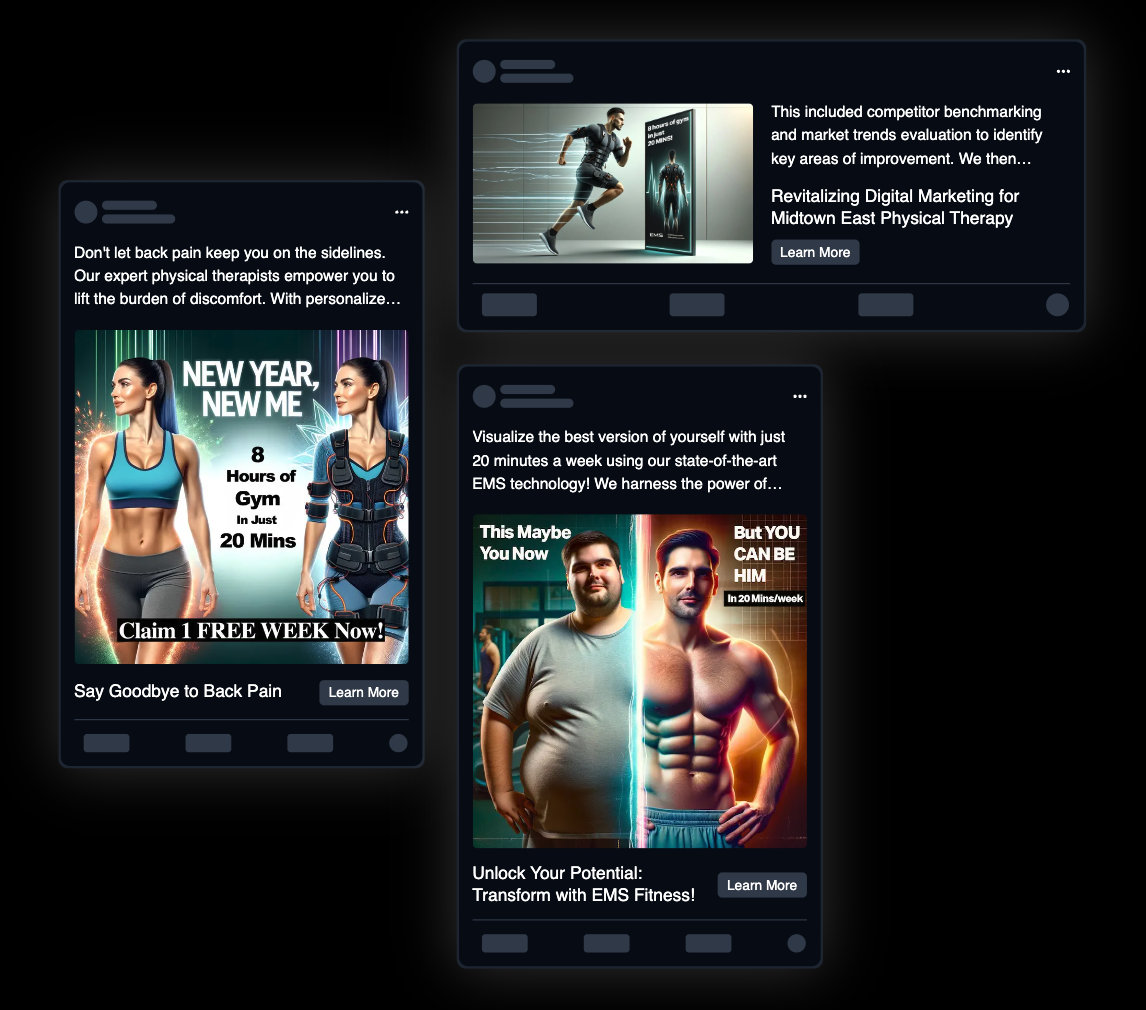 Don't let back pain keep you on the sidelines.
Our expert physical therapists empower you to
lift the burden of discomfort. With personalize...
NEW YEAR,
NEW ME
8
Hours of
Gym
In Just
20 Mins
Claim 1 FREE WEEK Now!
Say Goodbye to Back Pain
Learn More
8 hours of gym
in just
20 MINS!
EMS
This included competitor benchmarking
and market trends evaluation to identify
key areas of improvement. We then...
Revitalizing Digital Marketing for
Midtown East Physical Therapy
Learn More
Visualize the best version of yourself with just
20 minutes a week using our state-of-the-art
EMS technology! We harness the power of...
This Maybe
You Now
But YOU
CAN BE
HIM
In 20 Mins/week
Unlock Your Potential:
Transform with EMS Fitness!
Learn More